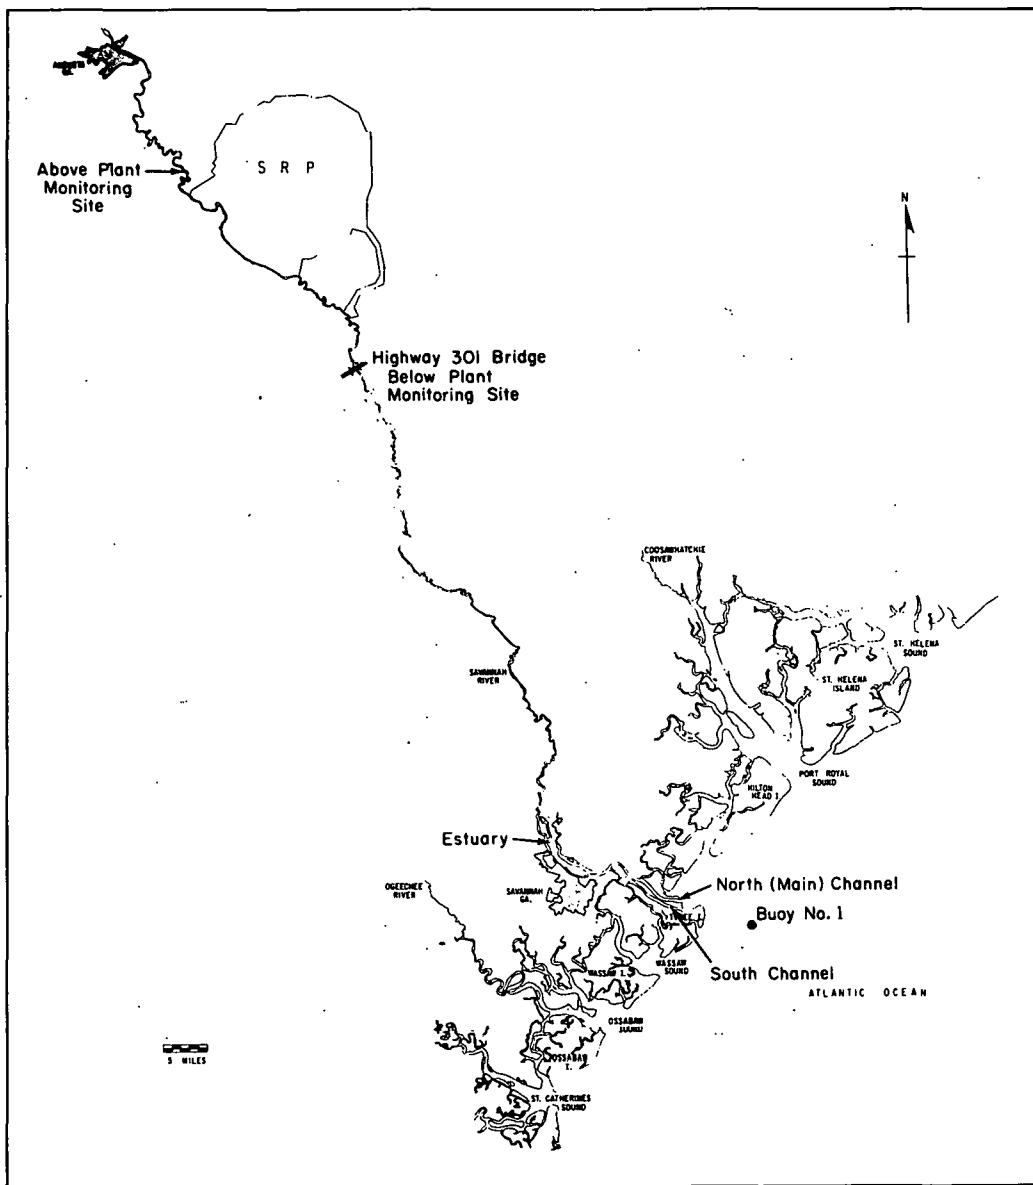 AUGUSTA
GA.
Above Plant
Monitoring
Site
S R P
N
Highway 301 Bridge
Below Plant
Monitoring Site
COOSAWHATCHIE
RIVER
ST. HELENA
SOUND
ST. HELENA
ISLAND
SAVANNAH
RIVER
PORT ROYAL
SOUND
HILTON
HEAD I.
Estuary
OGEECHEE
RIVER
SAVANNAH
GA.
North (Main) Channel
Buoy No. 1
WASSAW
SOUND
South Channel
WASSAW I.
ATLANTIC OCEAN
OSSABAW
SOUND
OSSABAW
I.
5 MILES
ST. CATHERINES
SOUND